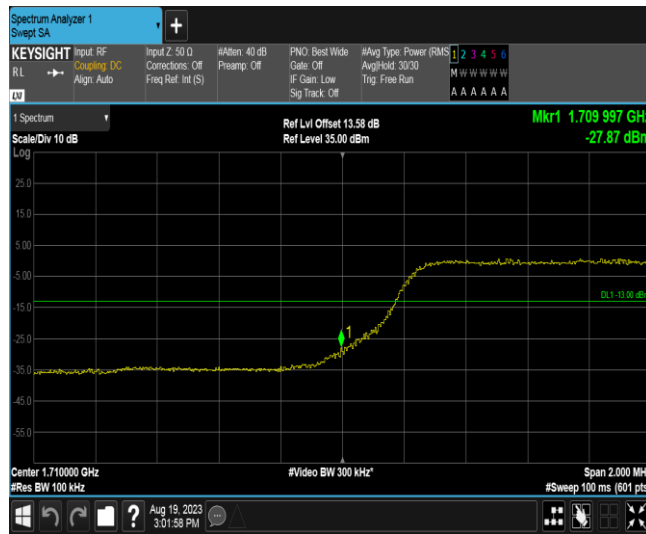 Spectrum Analyzer 1
Swept SA
+
KEYSIGHT
RL
LXI
Input: RF
Coupling: DC
Align: Auto
Input Z: 50 Ω
Corrections: Off
Freq Ref: Int (S)
#Atten: 40 dB
Preamp: Off
PNO: Best Wide
Gate: Off
IF Gain: Low
Sig Track: Off
#Avg Type: Power (RMS
Avg|Hold: 30/30
Trig: Free Run
1 2 3 4 5 6
M W W W W W
A A A A A A
1 Spectrum
Scale/Div 10 dB
Log
Ref Lvl Offset 13.58 dB
Ref Level 35.00 dBm
Mkr1 1.709 997 GHz
-27.87 dBm
25.0
15.0
5.00
-5.00
DL1 -13.00 dBm
-15.0
1
-25.0
-35.0
-45.0
-55.0
Center 1.710000 GHz
#Res BW 100 kHz
#Video BW 300 kHz*
Span 2.000 MH
#Sweep 100 ms (601 pts
?
Aug 19, 2023
3:01:58 PM